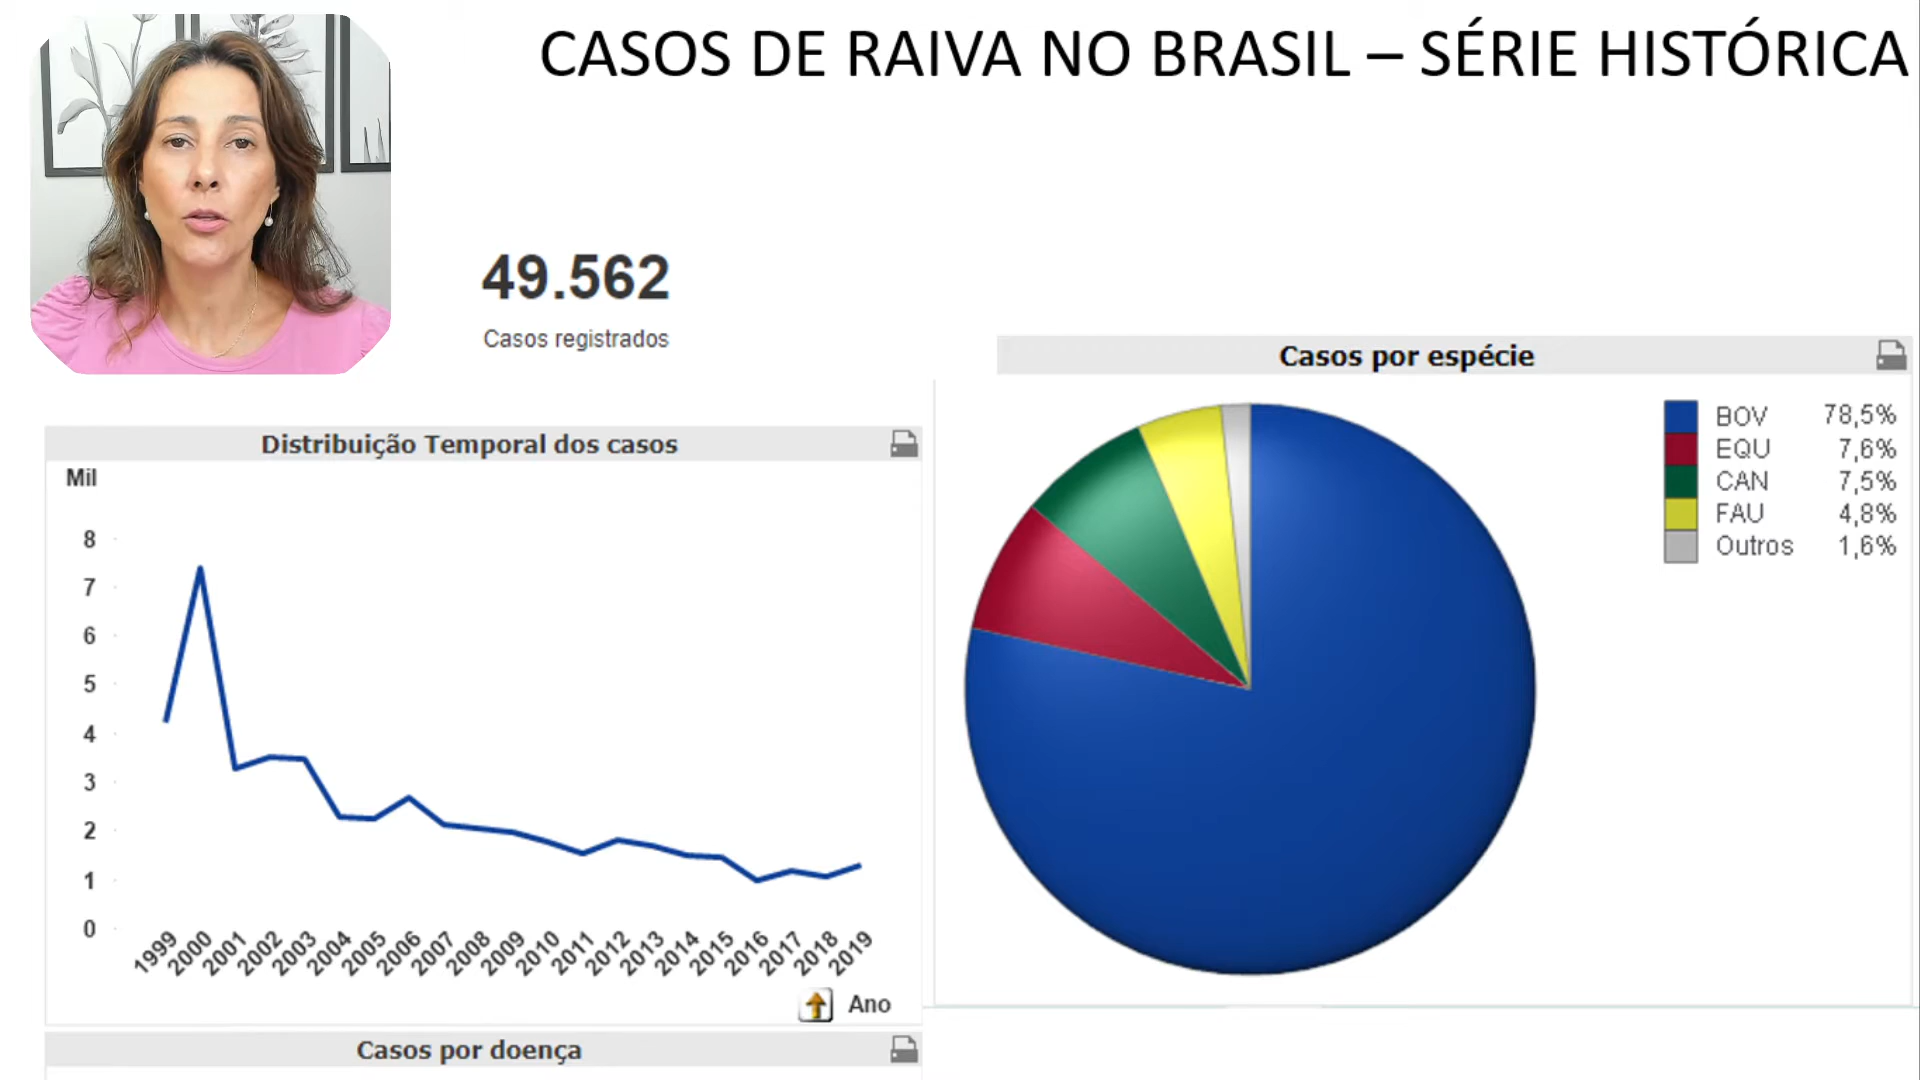 CASOS DE RAIVA NO BRASIL – SÉRIE HISTÓRICA
49.562
Casos registrados
Distribuição Temporal dos casos
Mil
8
7
6
5
4
3
2
1
0
1999
2000
2001
2002
2003
2004
2005
2006
2007
2008
2009
2010
2011
2012
2013
2014
2015
2016
2017
2018
2019
Ano
Casos por doença
Casos por espécie
BOV 78,5%
EQU 7,6%
CAN 7,5%
FAU 4,8%
Outros 1,6%